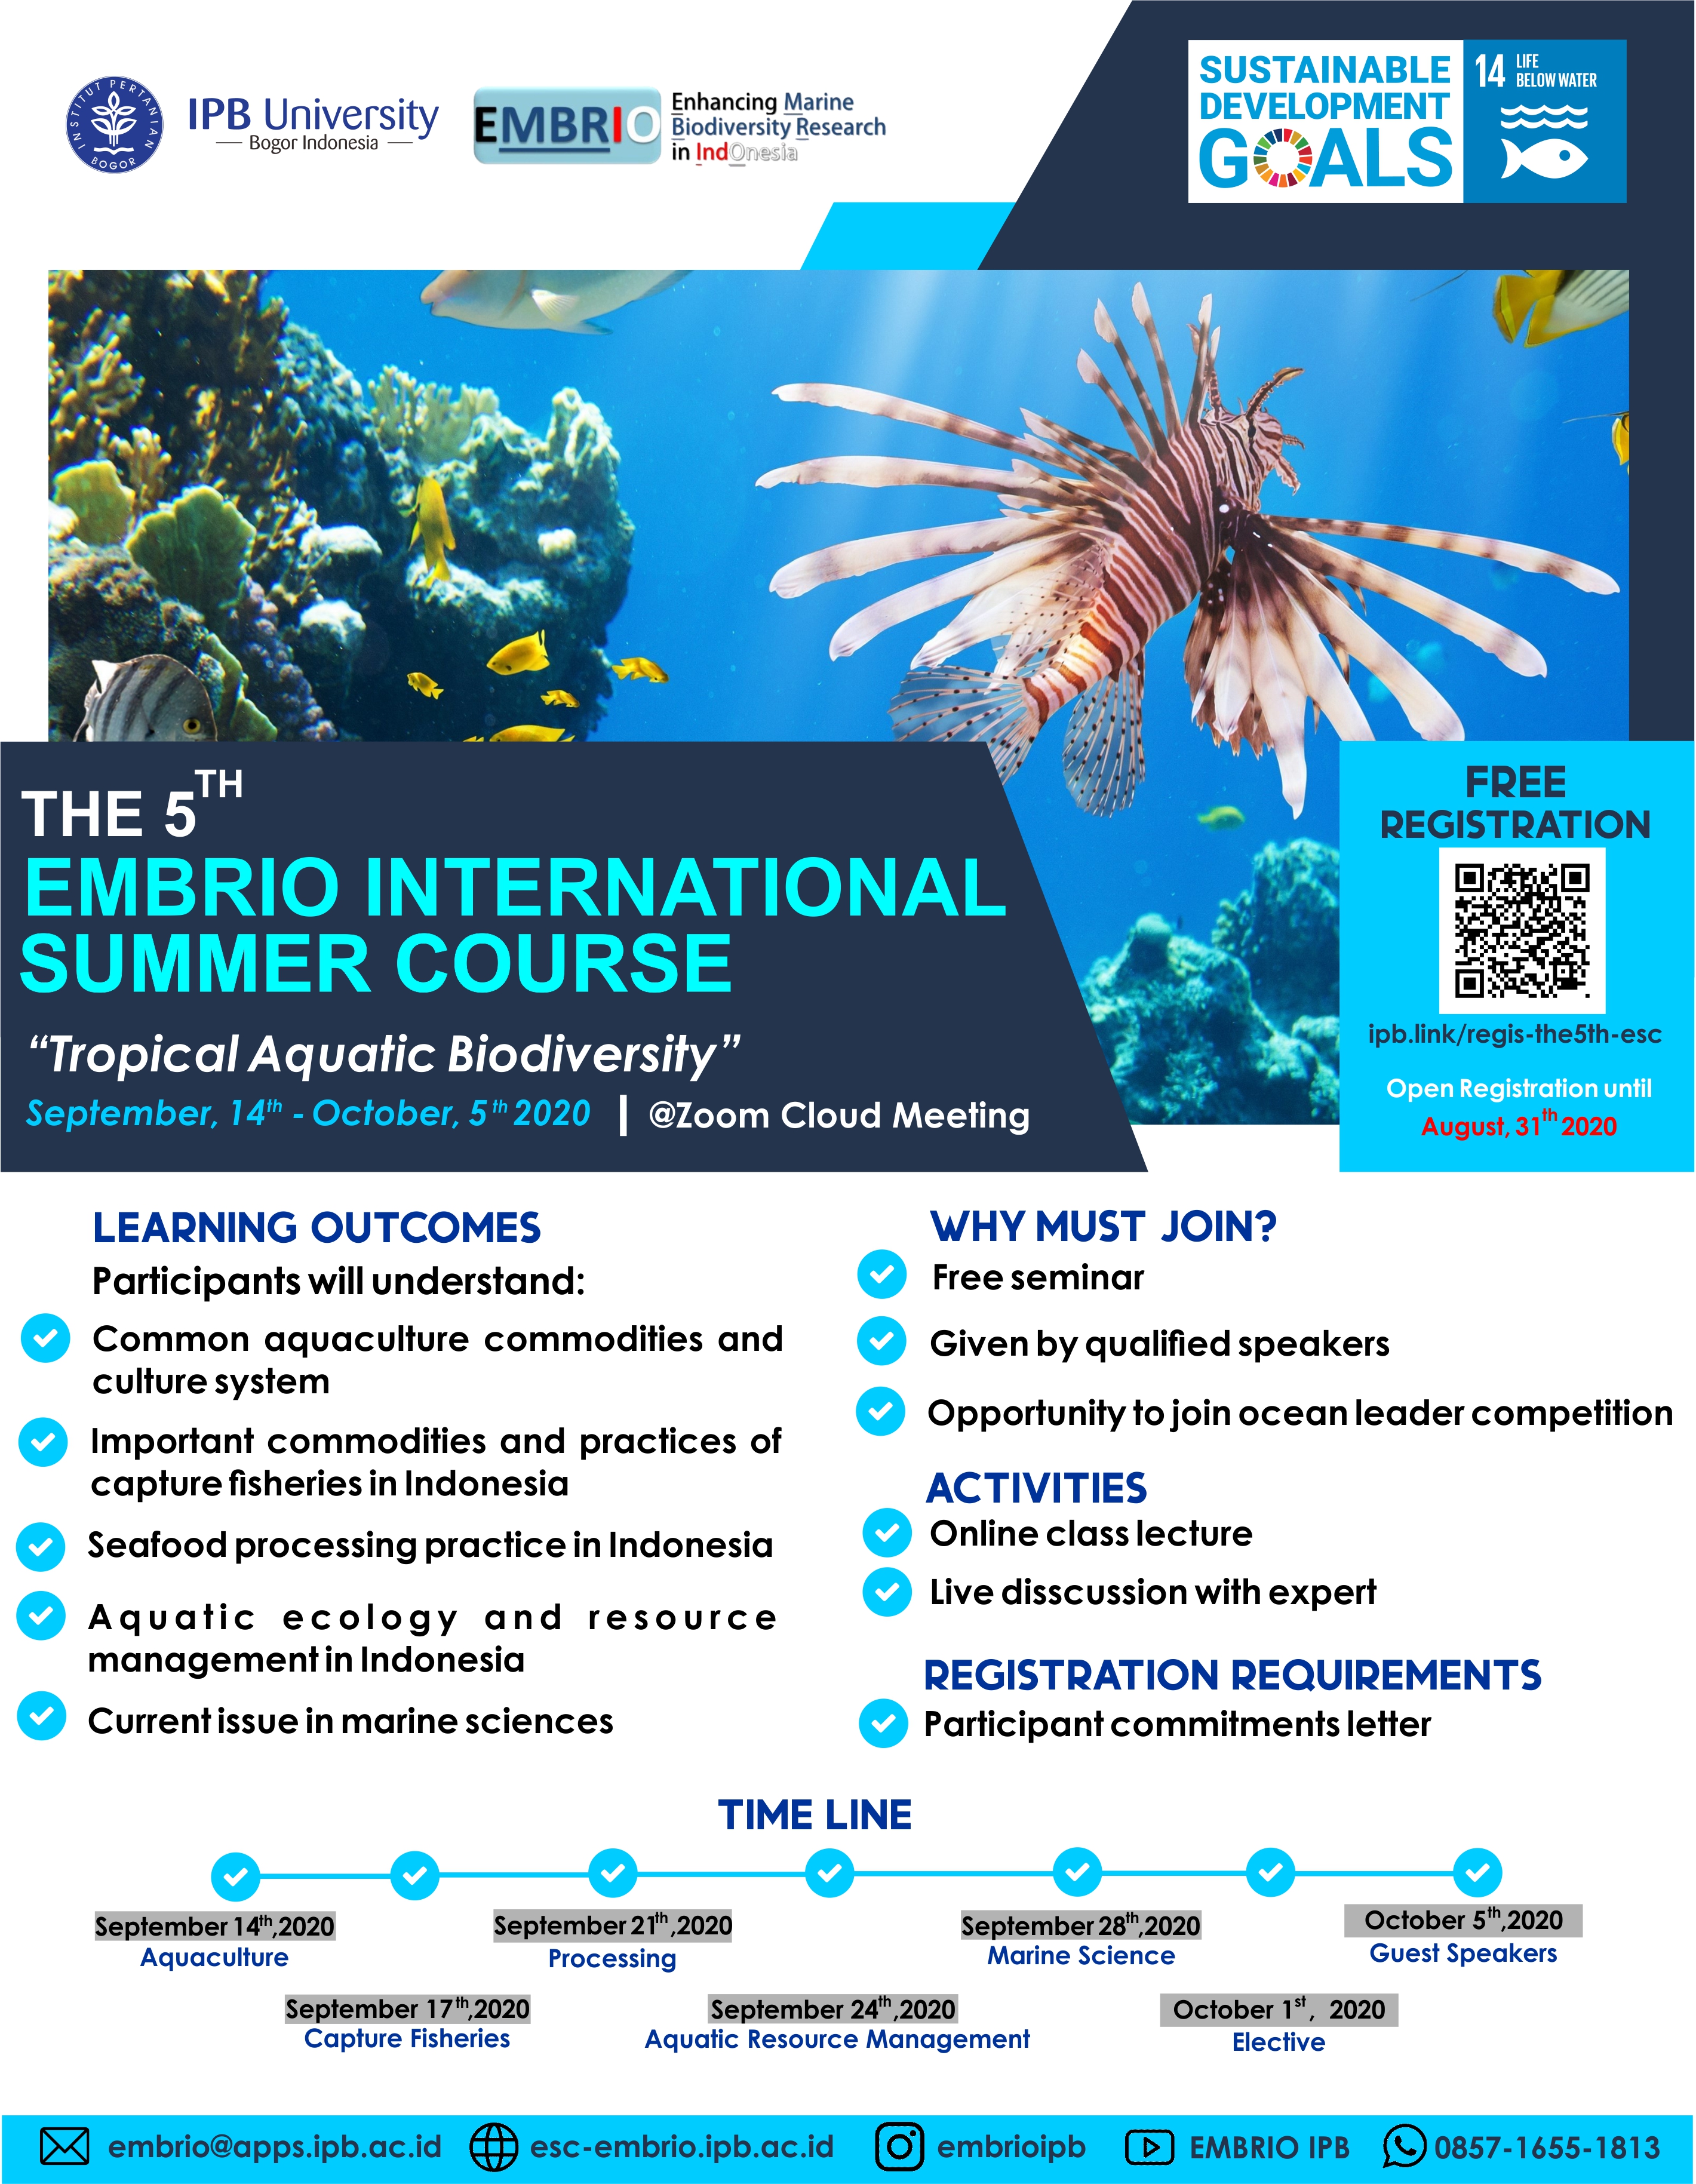 INSTITUT PERTANIAN BOGOR
IPB University
Bogor Indonesia
EMBRIO
Enhancing Marine
Biodiversity Research
in IndOnesia
SUSTAINABLE
DEVELOPMENT
GOALS
14 LIFE
BELOW WATER
THE 5TH
EMBRIO INTERNATIONAL
SUMMER COURSE
“Tropical Aquatic Biodiversity”
September, 14th - October, 5th 2020 | @Zoom Cloud Meeting
FREE
REGISTRATION
ipb.link/regis-the5th-esc
Open Registration until
August, 31th 2020
LEARNING OUTCOMES
Participants will understand:
Common aquaculture commodities and
culture system
Important commodities and practices of
capture fisheries in Indonesia
Seafood processing practice in Indonesia
Aquatic ecology and resource
management in Indonesia
Current issue in marine sciences
WHY MUST JOIN?
Free seminar
Given by qualified speakers
Opportunity to join ocean leader competition
ACTIVITIES
Online class lecture
Live disscussion with expert
REGISTRATION REQUIREMENTS
Participant commitments letter
TIME LINE
September 14th,2020
Aquaculture
September 17th,2020
Capture Fisheries
September 21th,2020
Processing
September 24th,2020
Aquatic Resource Management
September 28th,2020
Marine Science
October 1st, 2020
Elective
October 5th,2020
Guest Speakers
embrio@apps.ipb.ac.id esc-embrio.ipb.ac.id embrioipb EMBRIO IPB 0857-1655-1813